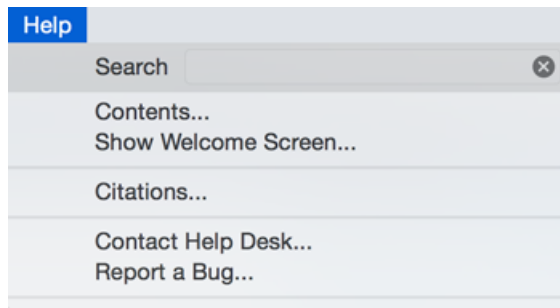 Help
Search
Contents...
Show Welcome Screen...
Citations...
Contact Help Desk...
Report a Bug...